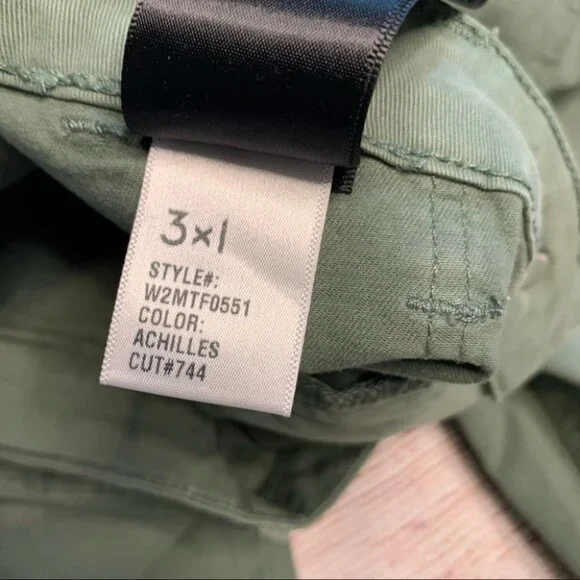 3x1
STYLE#:
W2MTF0551
COLOR:
ACHILLES
CUT#744